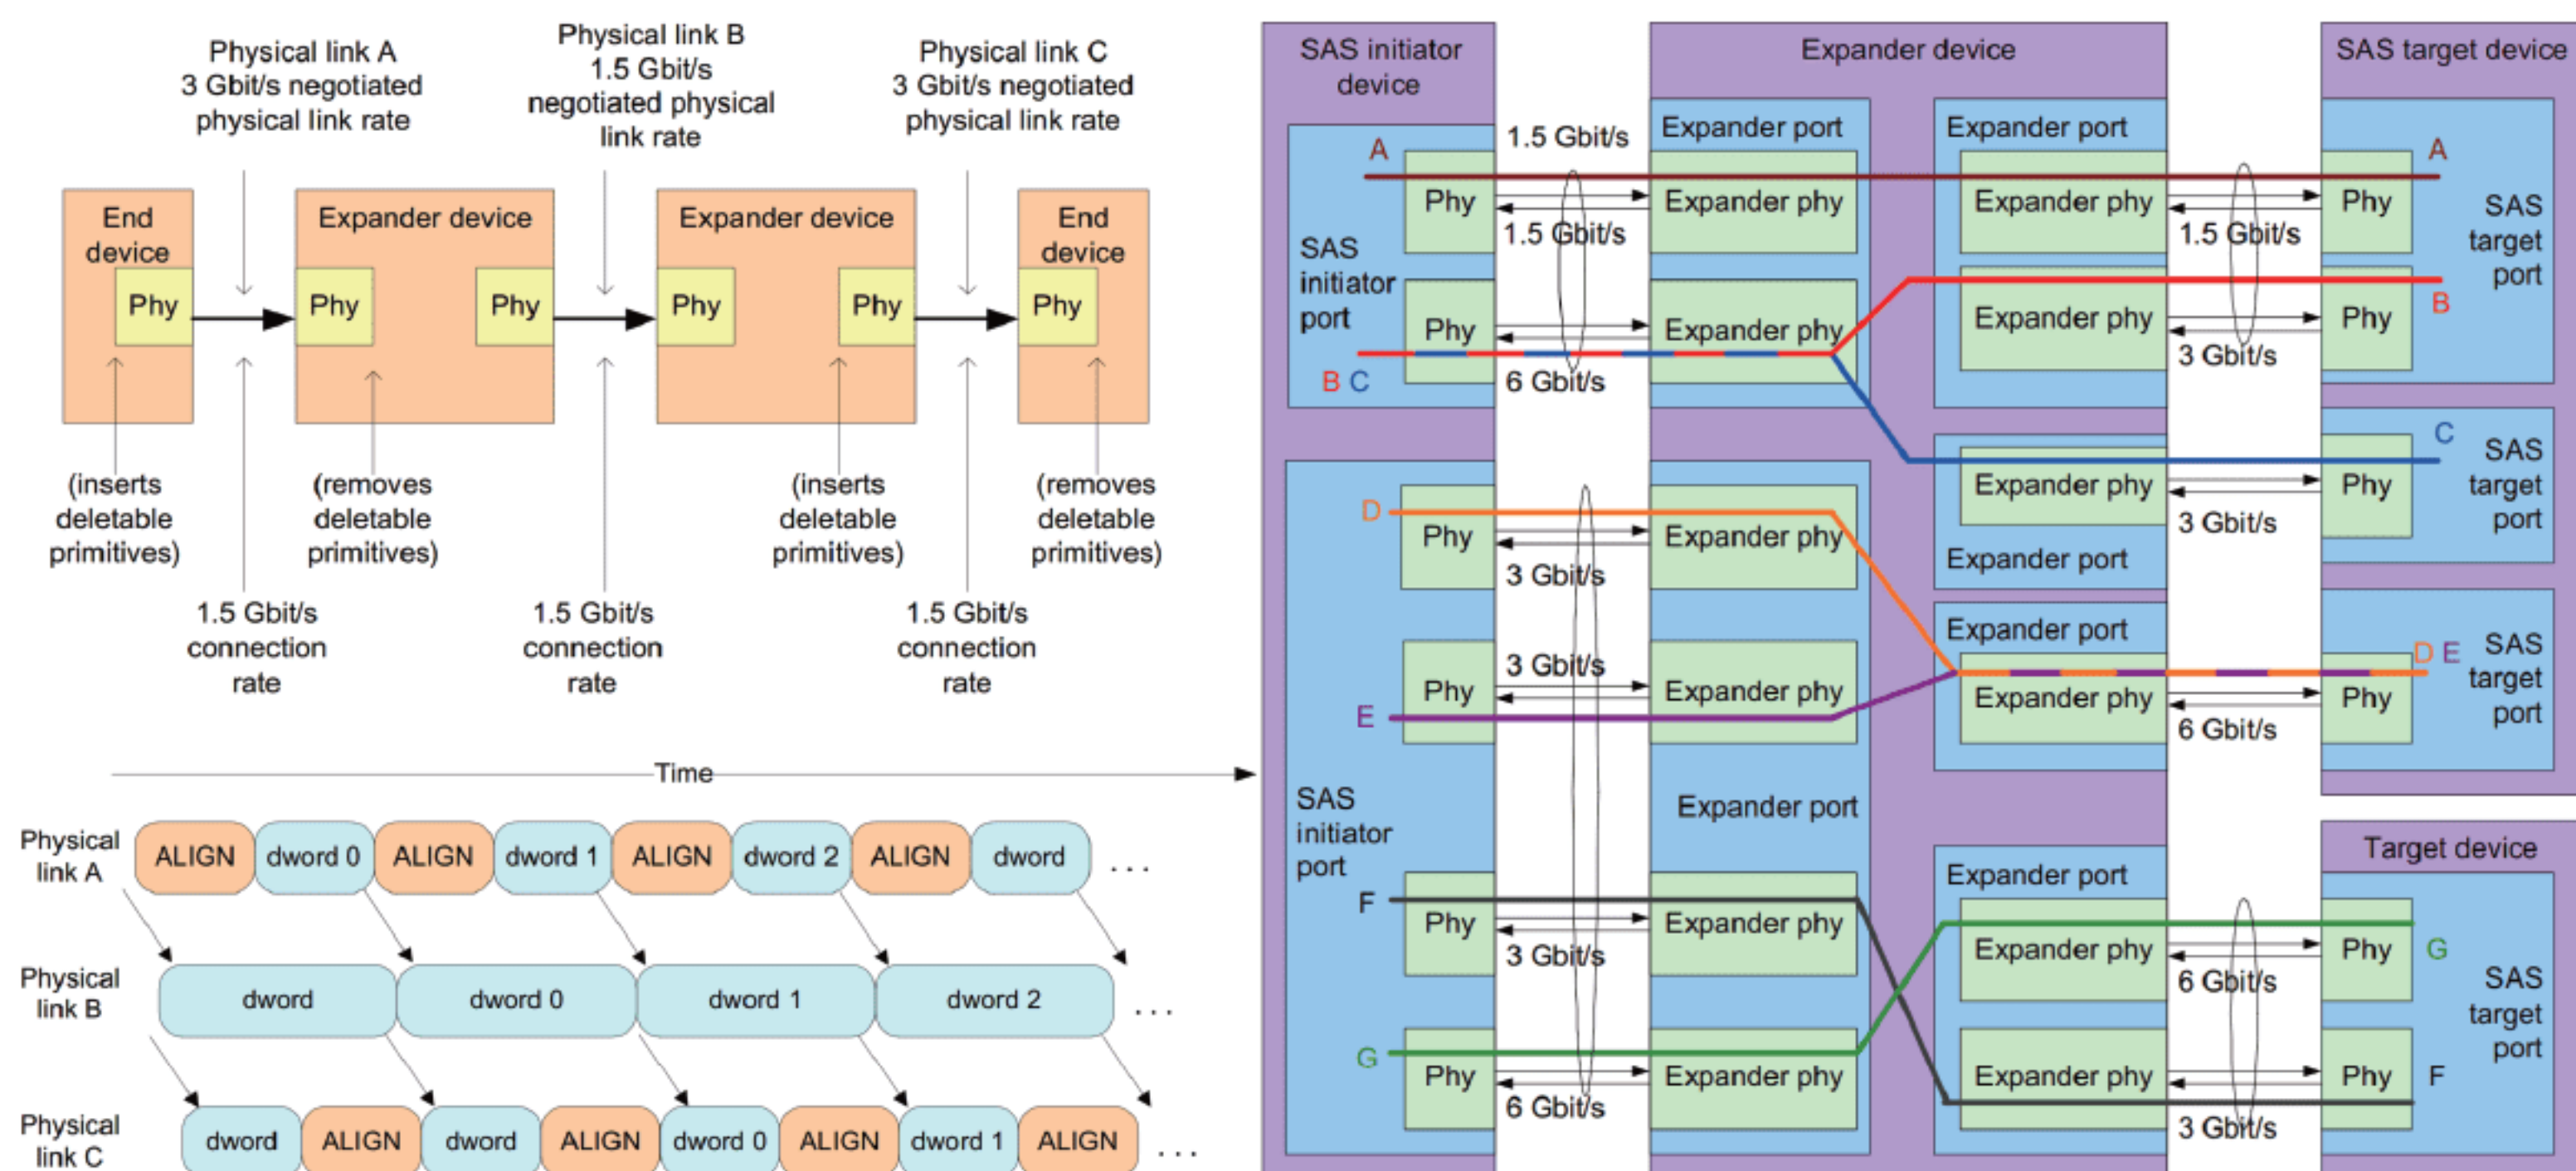 Physical link A
3 Gbit/s negotiated
physical link rate
Physical link B
1.5 Gbit/s
negotiated physical
link rate
Physical link C
3 Gbit/s negotiated
physical link rate
End
device
Expander device
Expander device
End
device
Phy
Phy
Phy
Phy
Phy
Phy
(inserts
deletable
primitives)
(removes
deletable
primitives)
(inserts
deletable
primitives)
(removes
deletable
primitives)
1.5 Gbit/s
connection
rate
1.5 Gbit/s
connection
rate
1.5 Gbit/s
connection
rate
Time
Physical
link A
ALIGN dword 0 ALIGN dword 1 ALIGN dword 2 ALIGN dword ...
Physical
link B
dword dword 0 dword 1 dword 2 ...
Physical
link C
dword ALIGN dword ALIGN dword 0 ALIGN dword 1 ALIGN ...
SAS initiator
device
Expander device
SAS target device
A
Phy
1.5 Gbit/s
1.5 Gbit/s
Expander port
Expander phy
Expander port
Expander phy
1.5 Gbit/s
Phy
A
SAS
initiator
port
Phy
B C
6 Gbit/s
Expander phy
Expander phy
3 Gbit/s
Phy
B
SAS
target
port
Expander phy
Expander port
3 Gbit/s
Phy
C
SAS
target
port
D
Phy
3 Gbit/s
Expander phy
E
Phy
3 Gbit/s
Expander phy
Expander port
Expander phy
6 Gbit/s
Phy
D E
SAS
target
port
SAS
initiator
port
Expander port
F
Phy
3 Gbit/s
Expander phy
G
Phy
6 Gbit/s
Expander phy
Target device
Expander port
Expander phy
6 Gbit/s
Phy
G
SAS
target
port
Expander phy
3 Gbit/s
Phy
F